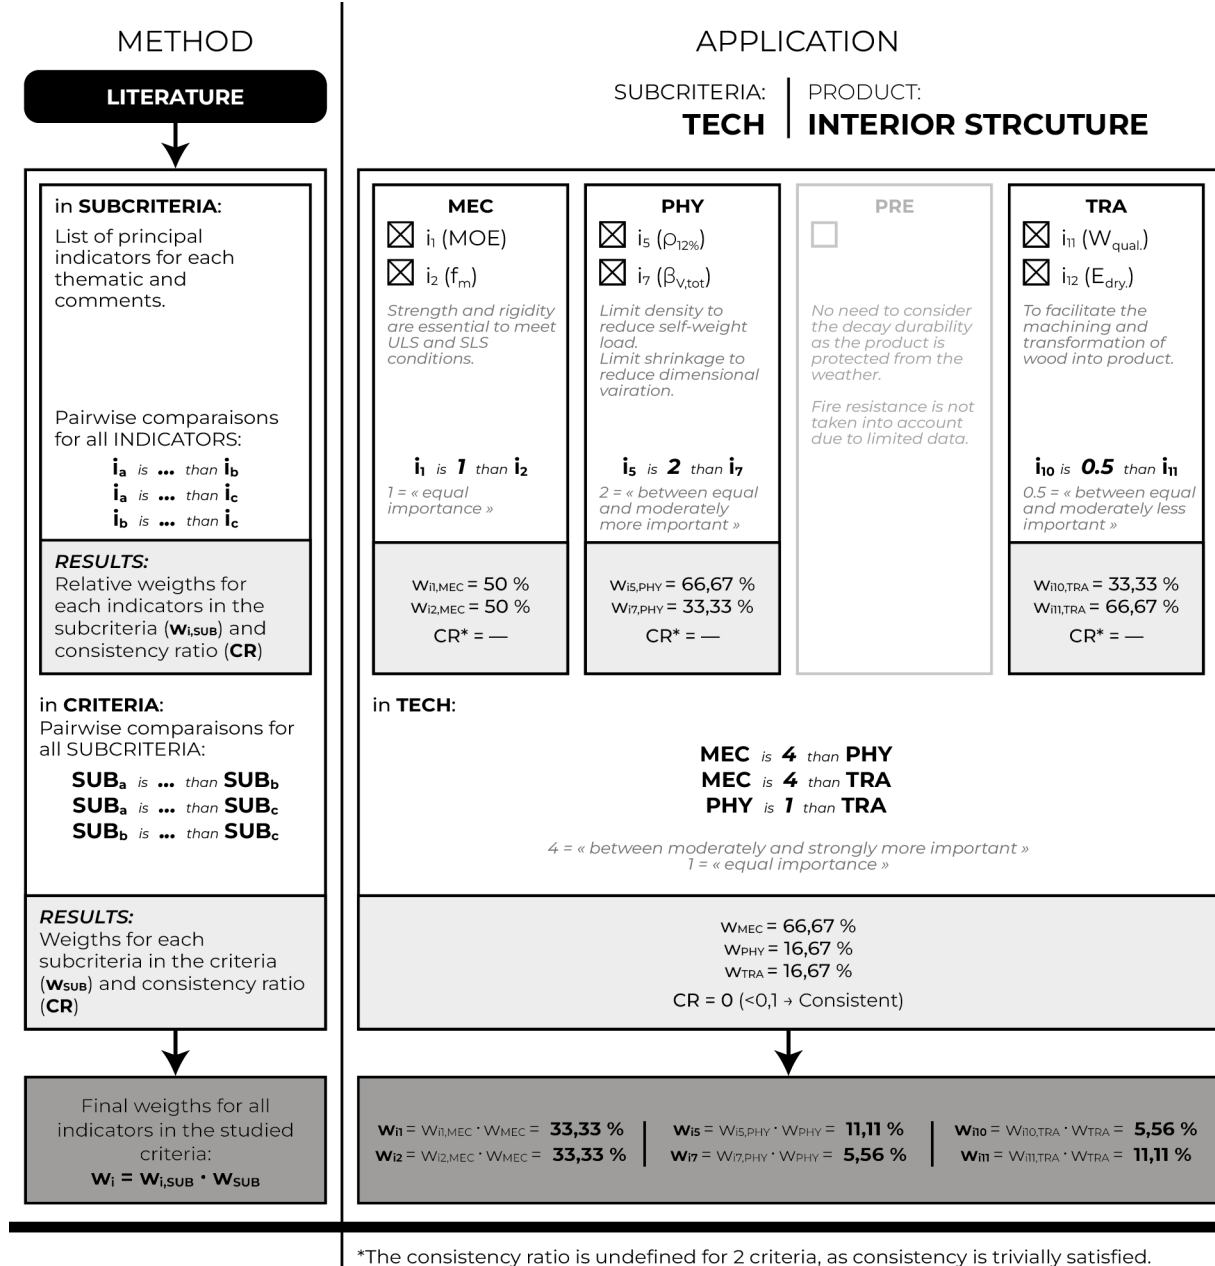 METHOD
LITERATURE
in SUBCRITERIA:
List of principal
indicators for each
thematic and
comments.
Pairwise comparaisons
for all INDICATORS:
ia is ... than ib
ia is ... than ic
ib is ... than ic
RESULTS:
Relative weigths for
each indicators in the
subcriteria (wi,SUB) and
consistency ratio (CR)
in CRITERIA:
Pairwise comparaisons for
all SUBCRITERIA:
SUBa is ... than SUBb
SUBa is ... than SUBc
SUBb is ... than SUBc
RESULTS:
Weigths for each
subcriteria in the criteria
(wSUB) and consistency ratio
(CR)
Final weigths for all
indicators in the studied
criteria:
wi = wi,SUB · wSUB
APPLICATION
SUBCRITERIA:
TECH
PRODUCT:
INTERIOR STRCUTURE
MEC
i1 (MOE)
i2 (fm)
Strength and rigidity
are essential to meet
ULS and SLS
conditions.
i1 is 1 than i2
1 = « equal
importance »
wi1,MEC = 50 %
wi2,MEC = 50 %
CR* = —
PHY
i5 (ρ12%)
i7 (βV,tot)
Limit density to
reduce self-weight
load.
Limit shrinkage to
reduce dimensional
vairation.
i5 is 2 than i7
2 = « between equal
and moderately
more important »
wi5,PHY = 66,67 %
wi7,PHY = 33,33 %
CR* = —
PRE
No need to consider
the decay durability
as the product is
protected from the
weather.
Fire resistance is not
taken into account
due to limited data.
TRA
i11 (Wqual.)
i12 (Edry.)
To facilitate the
machining and
transformation of
wood into product.
i10 is 0.5 than i11
0.5 = « between equal
and moderately less
important »
wi10,TRA = 33,33 %
wi11,TRA = 66,67 %
CR* = —
in TECH:
MEC is 4 than PHY
MEC is 4 than TRA
PHY is 1 than TRA
4 = « between moderately and strongly more important »
1 = « equal importance »
wMEC = 66,67 %
wPHY = 16,67 %
wTRA = 16,67 %
CR = 0 (<0,1 → Consistent)
wi1 = wi1,MEC · wMEC = 33,33 %
wi2 = wi2,MEC · wMEC = 33,33 %
wi5 = wi5,PHY · wPHY = 11,11 %
wi7 = wi7,PHY · wPHY = 5,56 %
wi10 = wi10,TRA · wTRA = 5,56 %
wi11 = wi11,TRA · wTRA = 11,11 %
*The consistency ratio is undefined for 2 criteria, as consistency is trivially satisfied.